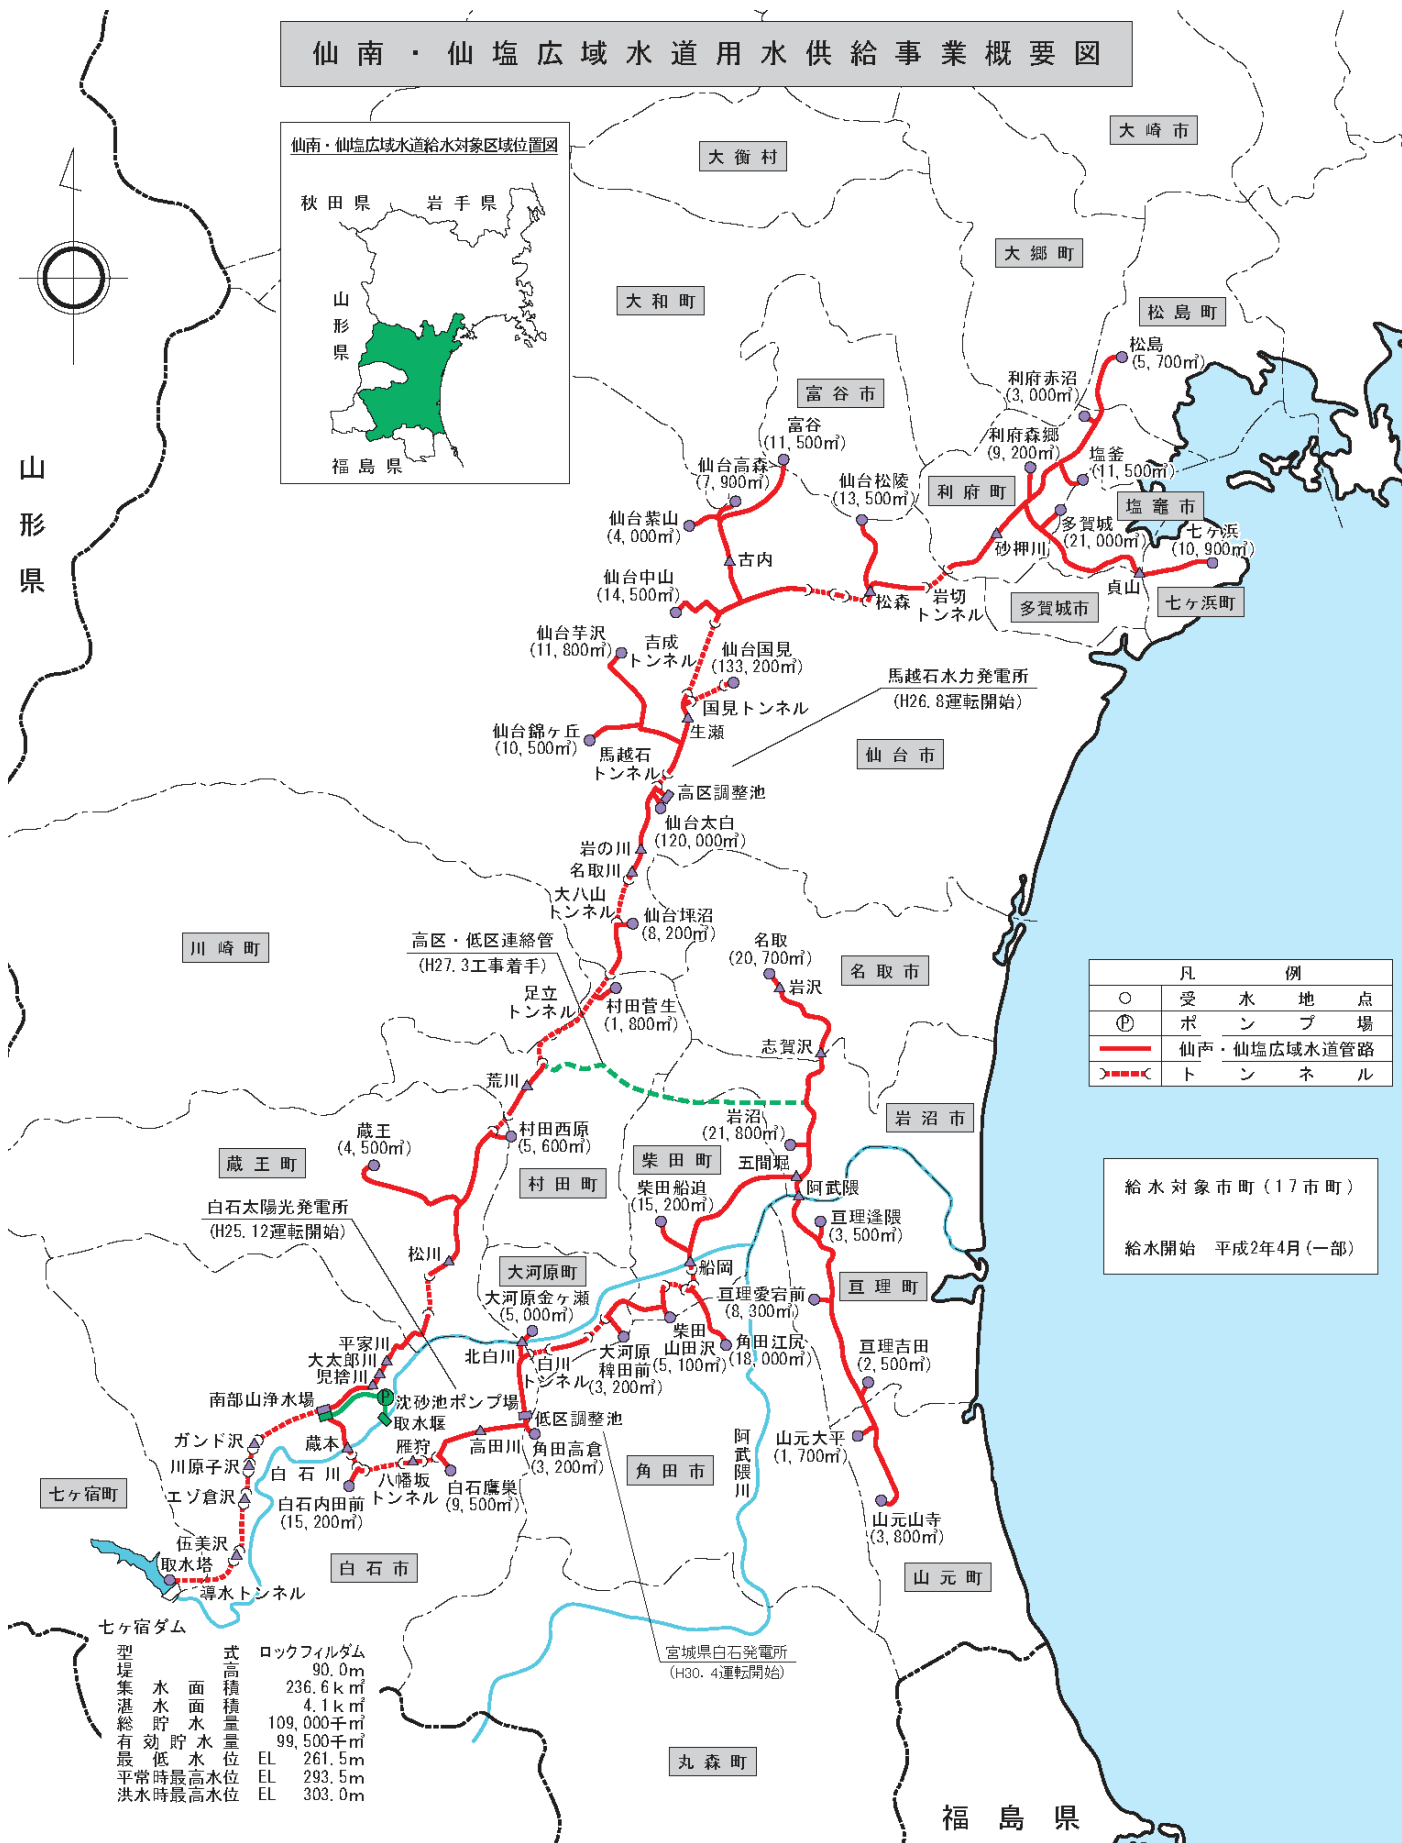 仙南・仙塩広域水道用水供給事業概要図
仙南・仙塩広域水道給水対象区域位置図
秋田県
岩手県
山形県
福島県
大崎市
大衡村
大郷町
大和町
松島町
松島
(5,700㎥)
利府赤沼
(3,000㎥)
富谷市
富谷
(11,500㎥)
利府森郷
(9,200㎥)
塩釜
(11,500㎥)
仙台高森
(7,900㎥)
仙台松陵
(13,500㎥)
利府町
塩竈市
仙台紫山
(4,000㎥)
多賀城
(21,000㎥)
七ヶ浜
(10,900㎥)
砂押川
古内
山形県
仙台中山
(14,500㎥)
松森
岩切
トンネル
貞山
多賀城市
七ヶ浜町
仙台芋沢
(11,800㎥)
吉成
トンネル
仙台国見
(133,200㎥)
馬越石水力発電所
(H26.8運転開始)
国見トンネル
生瀬
仙台錦ヶ丘
(10,500㎥)
馬越石
トンネル
仙台市
高区調整池
仙台太白
(120,000㎥)
岩の川
名取川
大八山
トンネル
仙台坪沼
(8,200㎥)
川崎町
高区・低区連絡管
(H27.3工事着手)
名取
(20,700㎥)
名取市
岩沢
足立
トンネル
村田菅生
(1,800㎥)
凡例
受水地点
Ⓟ ポンプ場
仙南・仙塩広域水道管路
トンネル
志賀沢
荒川
岩沼
(21,800㎥)
岩沼市
蔵王
(4,500㎥)
村田西原
(5,600㎥)
蔵王町
村田町
柴田町
五間堀
柴田船迫
(15,200㎥)
阿武隈
給水対象市町(17市町)
給水開始 平成2年4月(一部)
白石太陽光発電所
(H25.12運転開始)
亘理逢隈
(3,500㎥)
松川
大河原町
船岡
大河原金ヶ瀬
(5,000㎥)
亘理愛宕前
(8,300㎥)
亘理町
平家川
大太郎川
児捨川
北白川
白川
トンネル
大河原
稗田前
(3,200㎥)
柴田
山田沢
(5,100㎥)
角田江尻
(18,000㎥)
亘理吉田
(2,500㎥)
南部山浄水場
Ⓟ
沈砂池ポンプ場
取水堰
低区調整池
ガンド沢
蔵本
雁狩
高田川
角田高倉
(3,200㎥)
山元大平
(1,700㎥)
阿武隈川
川原子沢
白石川
八幡坂
トンネル
白石鷹巣
(9,500㎥)
角田市
七ヶ宿町
エゾ倉沢
白石内田前
(15,200㎥)
山元山寺
(3,800㎥)
伍美沢
取水塔
導水トンネル
白石市
山元町
七ヶ宿ダム
型式 ロックフィルダム
堤高 90.0m
集水面積 236.6k㎡
湛水面積 4.1k㎡
総貯水量 109,000千㎥
有効貯水量 99,500千㎥
最低水位 EL 261.5m
平常時最高水位 EL 293.5m
洪水時最高水位 EL 303.0m
宮城県白石発電所
(H30.4運転開始)
丸森町
福島県